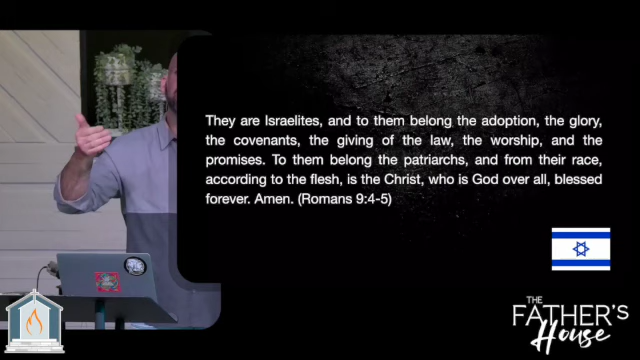 They are Israelites, and to them belong the adoption, the glory,
the covenants, the giving of the law, the worship, and the
promises. To them belong the patriarchs, and from their race,
according to the flesh, is the Christ, who is God over all, blessed
forever. Amen. (Romans 9:4-5)
THE
FATHER'S
House